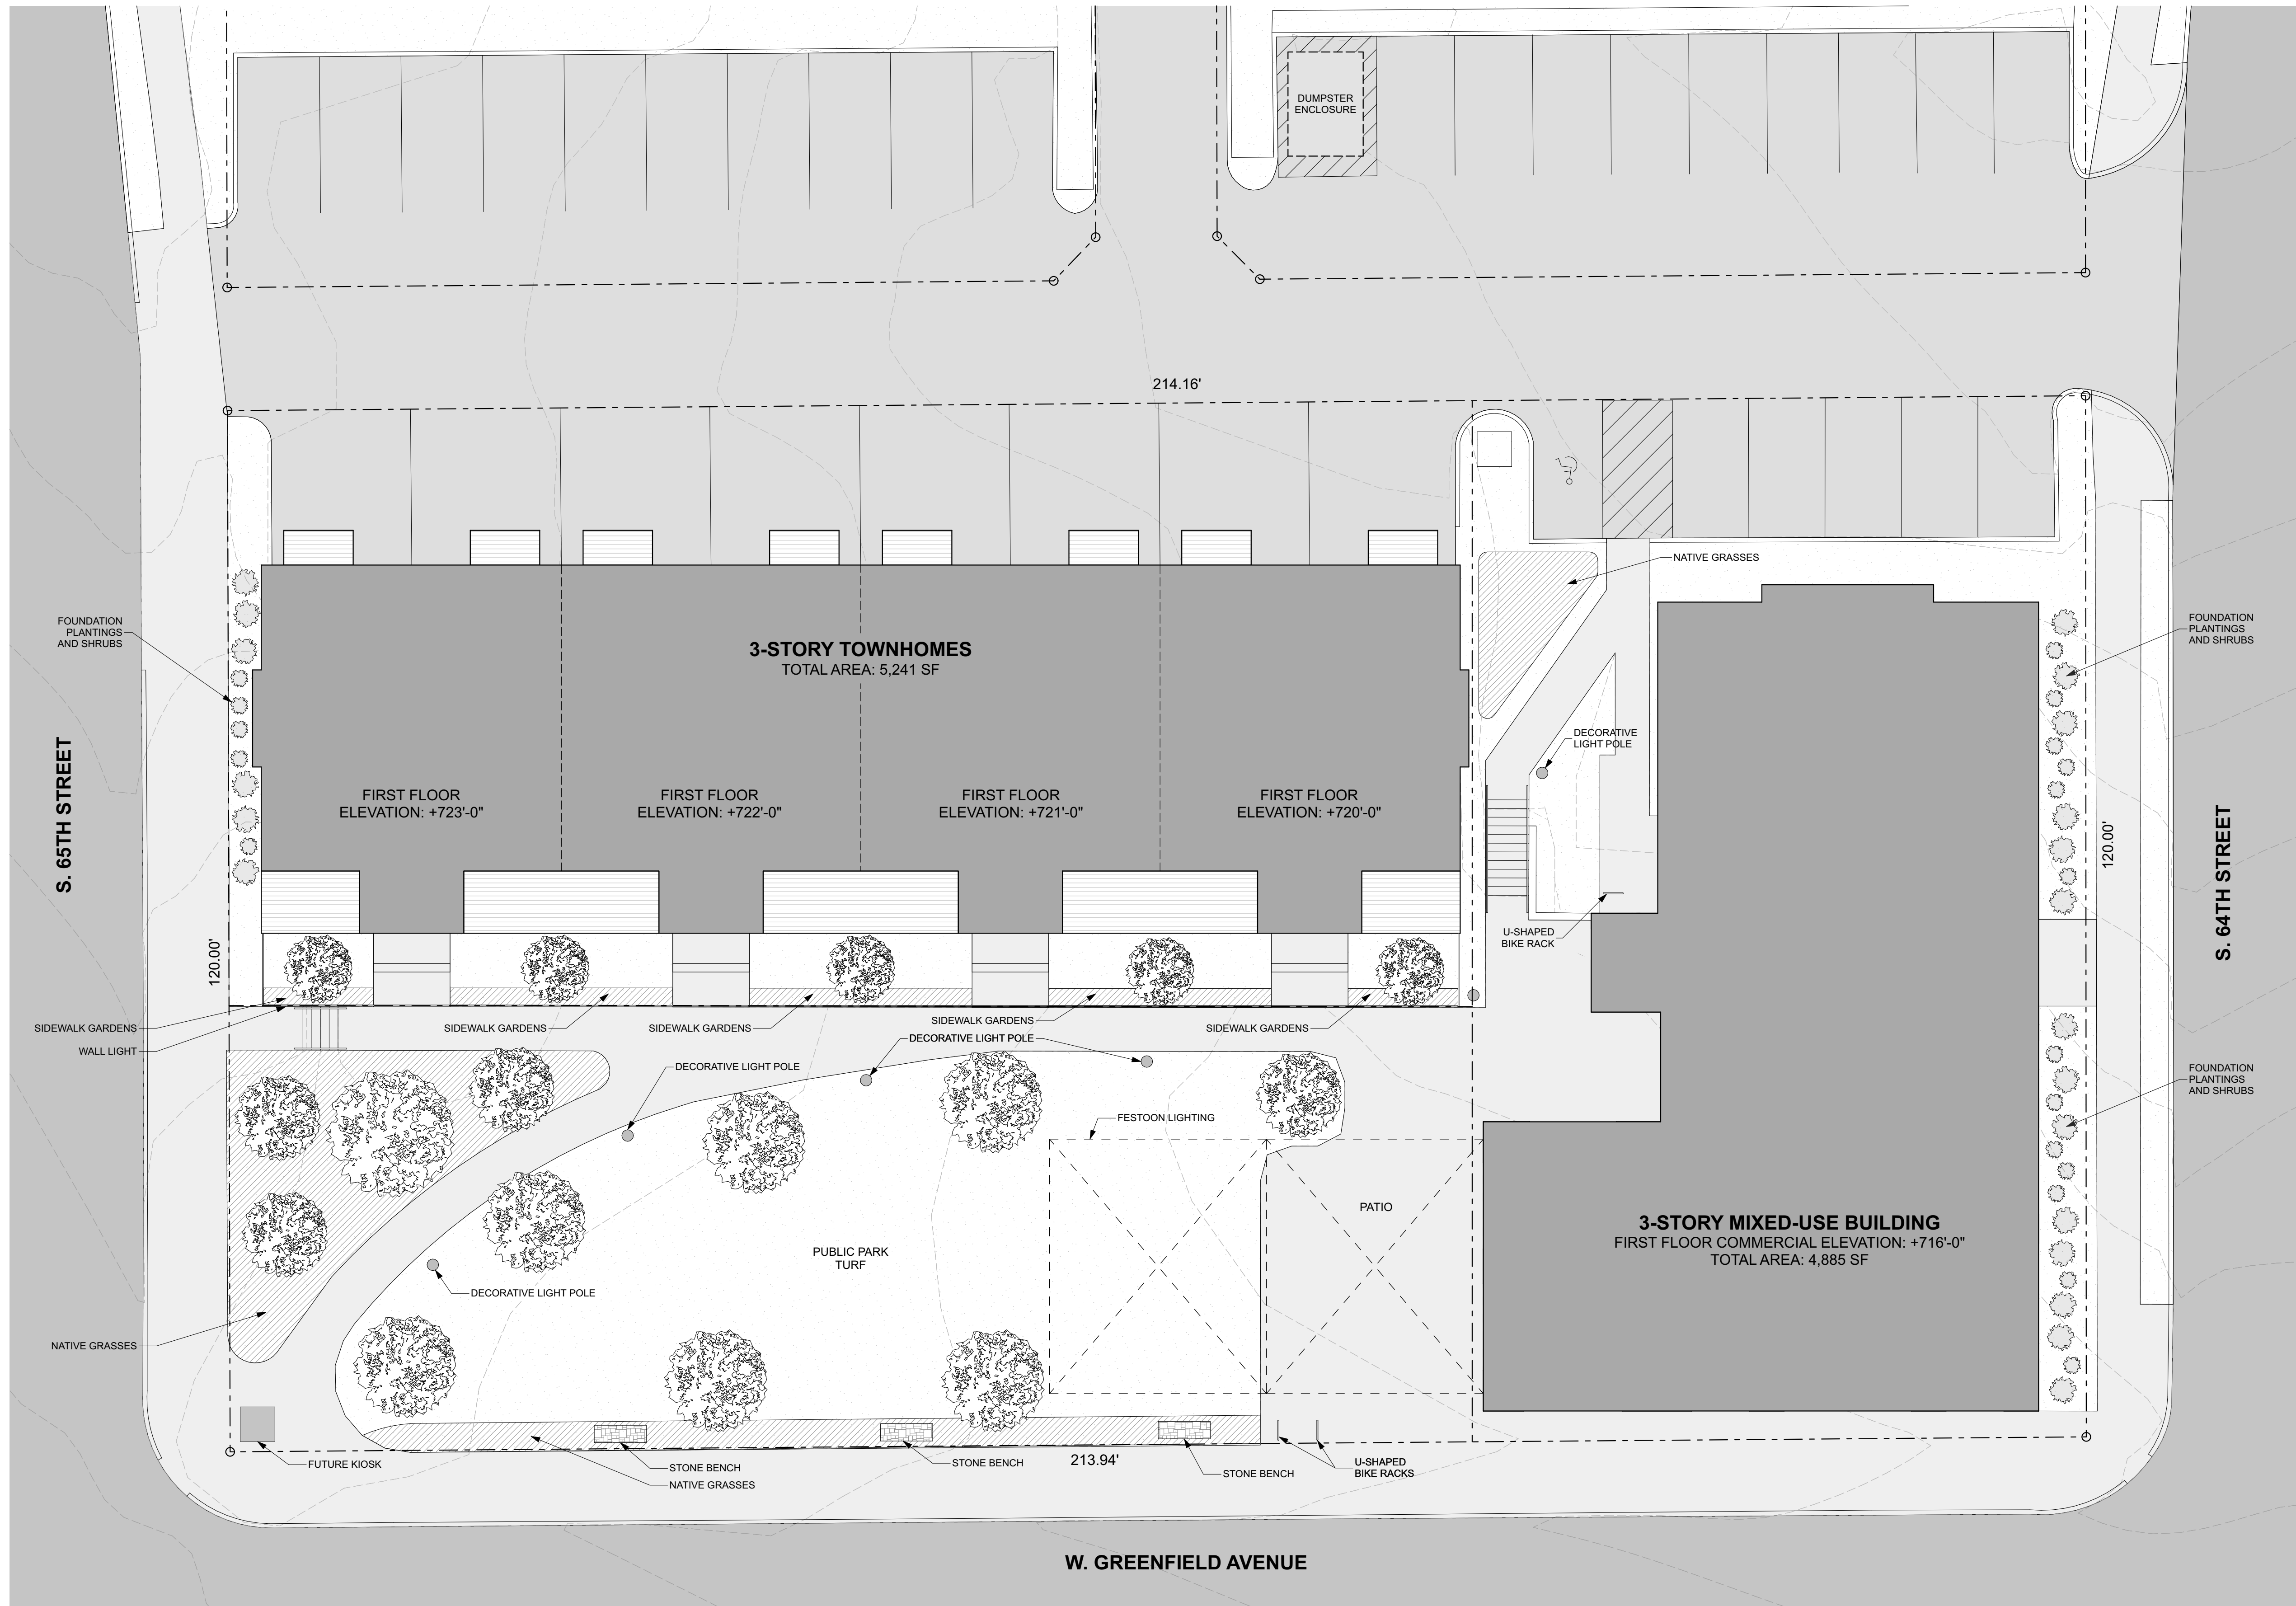 DUMPSTER
ENCLOSURE
214.16'
NATIVE GRASSES
FOUNDATION
PLANTINGS
AND SHRUBS
FOUNDATION
PLANTINGS
AND SHRUBS
3-STORY TOWNHOMES
TOTAL AREA: 5,241 SF
DECORATIVE
LIGHT POLE
S. 65TH STREET
FIRST FLOOR
ELEVATION: +723'-0"
FIRST FLOOR
ELEVATION: +722'-0"
FIRST FLOOR
ELEVATION: +721'-0"
FIRST FLOOR
ELEVATION: +720'-0"
120.00'
S. 64TH STREET
U-SHAPED
BIKE RACK
120.00'
SIDEWALK GARDENS
WALL LIGHT
SIDEWALK GARDENS
SIDEWALK GARDENS
SIDEWALK GARDENS
SIDEWALK GARDENS
DECORATIVE LIGHT POLE
DECORATIVE LIGHT POLE
FOUNDATION
PLANTINGS
AND SHRUBS
FESTOON LIGHTING
PATIO
3-STORY MIXED-USE BUILDING
FIRST FLOOR COMMERCIAL ELEVATION: +716'-0"
TOTAL AREA: 4,885 SF
PUBLIC PARK
TURF
DECORATIVE LIGHT POLE
NATIVE GRASSES
FUTURE KIOSK
STONE BENCH
NATIVE GRASSES
STONE BENCH
213.94'
STONE BENCH
U-SHAPED
BIKE RACKS
W. GREENFIELD AVENUE